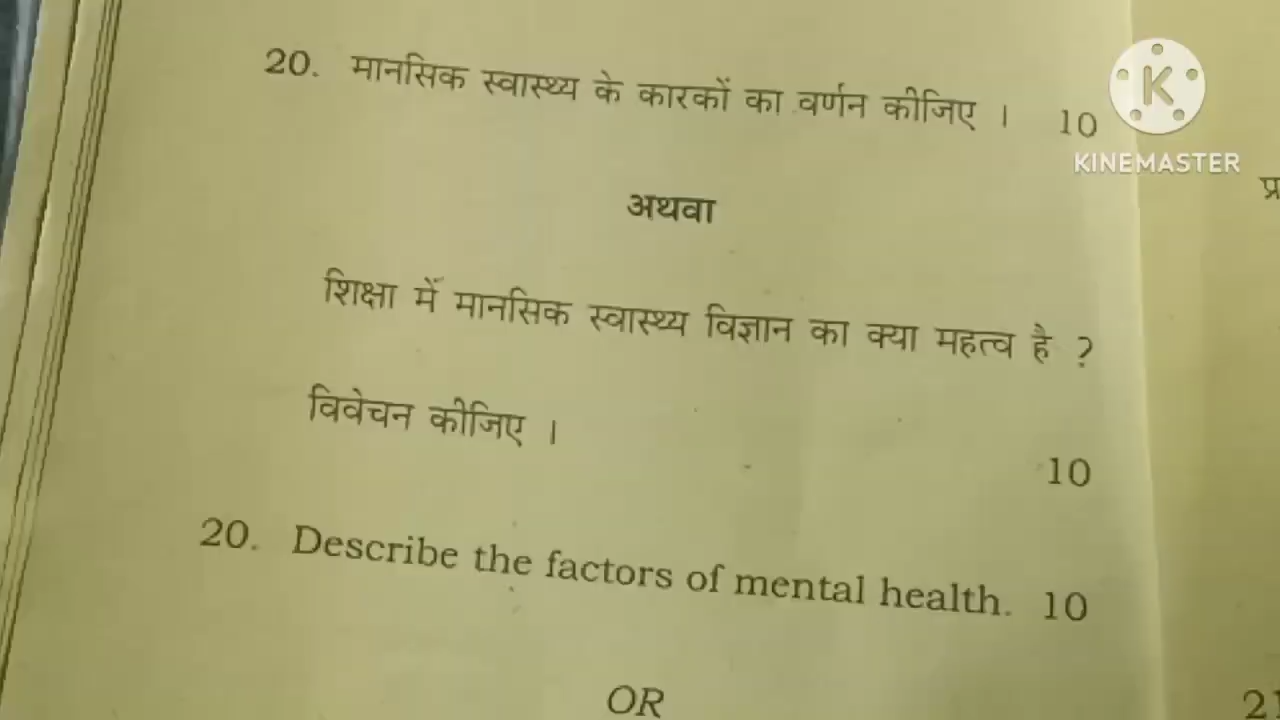 20. मानसिक स्वास्थ्य के कारकों का वर्णन कीजिए । 10
K
KINEMASTER
प्र
अथवा
शिक्षा में मानसिक स्वास्थ्य विज्ञान का क्या महत्व है ?
विवेचन कीजिए ।
10
20. Describe the factors of mental health. 10
OR
21